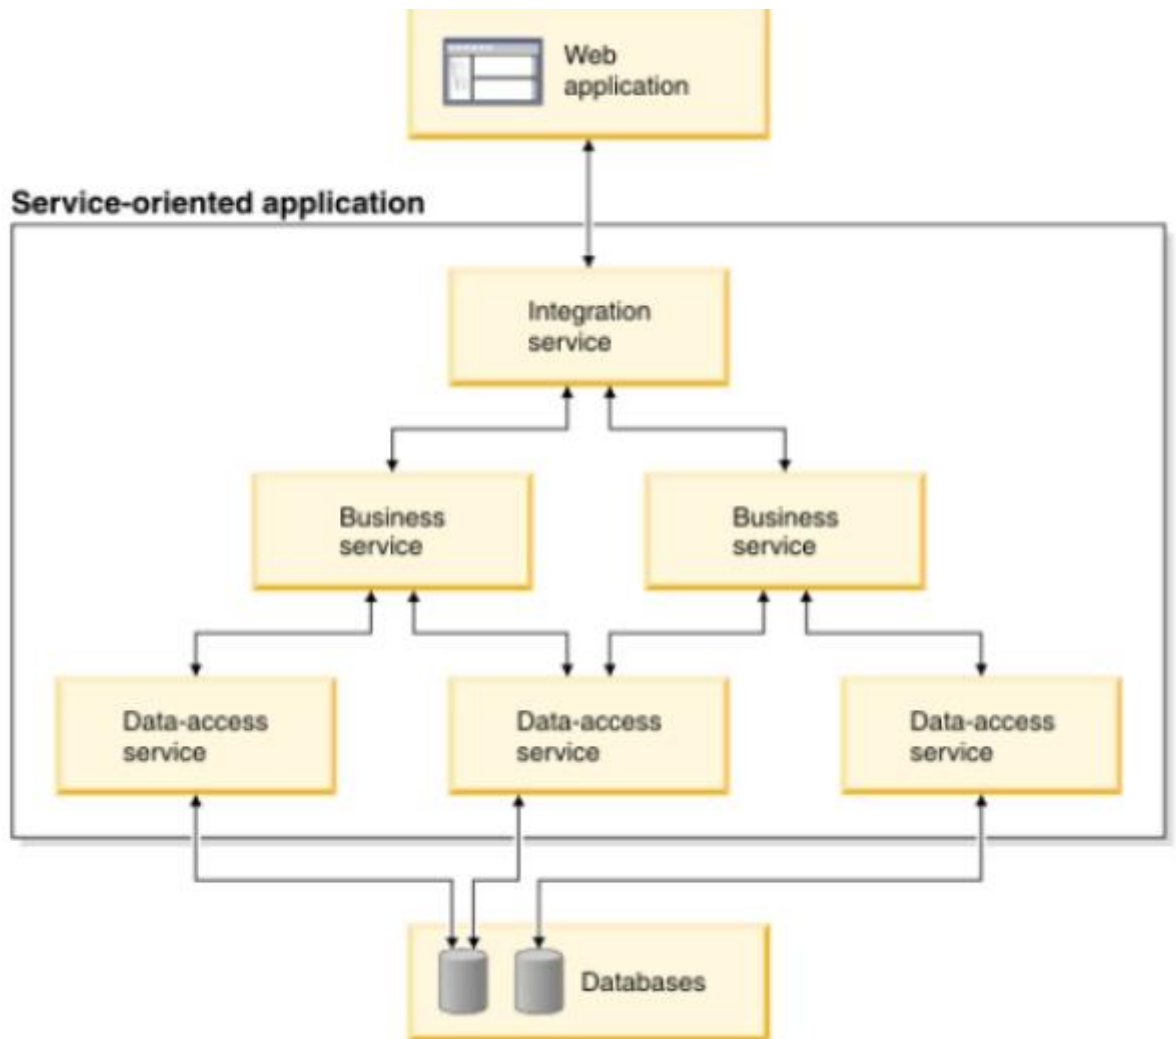 Web
application
Service-oriented application
Integration
service
Business
service
Business
service
Data-access
service
Data-access
service
Data-access
service
Databases